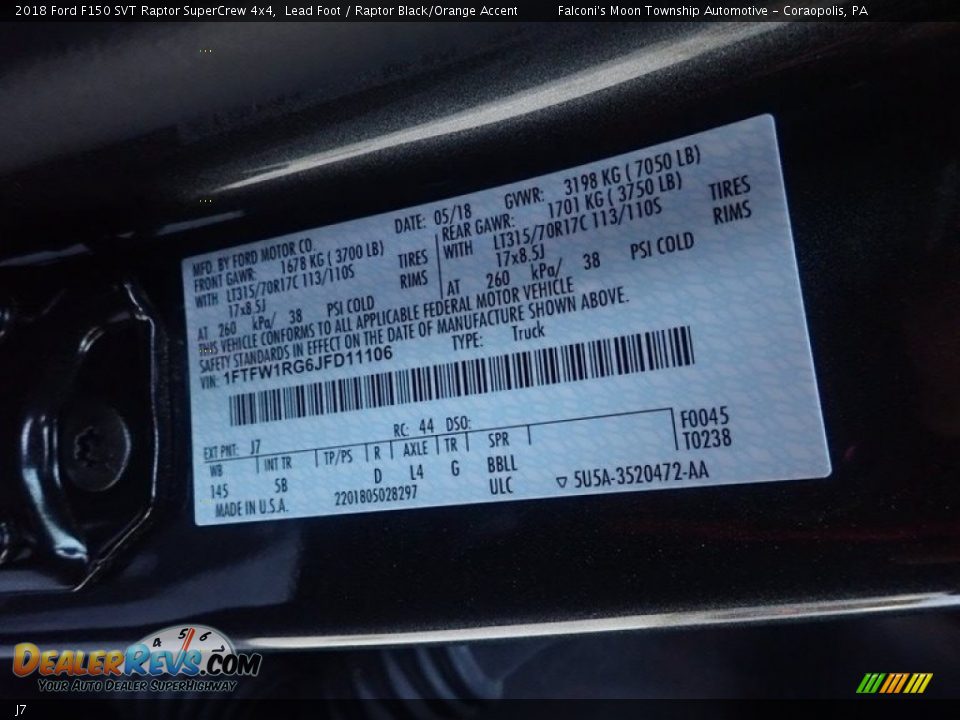 2018 Ford F150 SVT Raptor SuperCrew 4x4, Lead Foot / Raptor Black/Orange Accent Falconi's Moon Township Automotive – Coraopolis, PA
MFD. BY FORD MOTOR CO. DATE: 05/18 GVWR: 3198 KG ( 7050 LB)
FRONT GAWR: 1678 KG ( 3700 LB) REAR GAWR: 1701 KG ( 3750 LB)
WITH LT315/70R17C 113/110S TIRES WITH LT315/70R17C 113/110S TIRES
17x8.5J RIMS 17x8.5J RIMS
AT 260 kPa/ 38 PSI COLD AT 260 kPa/ 38 PSI COLD
THIS VEHICLE CONFORMS TO ALL APPLICABLE FEDERAL MOTOR VEHICLE
SAFETY STANDARDS IN EFFECT ON THE DATE OF MANUFACTURE SHOWN ABOVE.
VIN: 1FTFW1RG6JFD11106 TYPE: Truck
EXT PNT: J7 RC: 44 DSO: F0045
WB INT TR TP/PS R AXLE TR SPR T0238
145 SB D L4 G BBLL
MADE IN U.S.A. 2201805028297 ULC ▽ 5U5A-3520472-AA
4 5 6
DEALERREVS.COM
YOUR AUTO DEALER SUPERHIGHWAY
J7